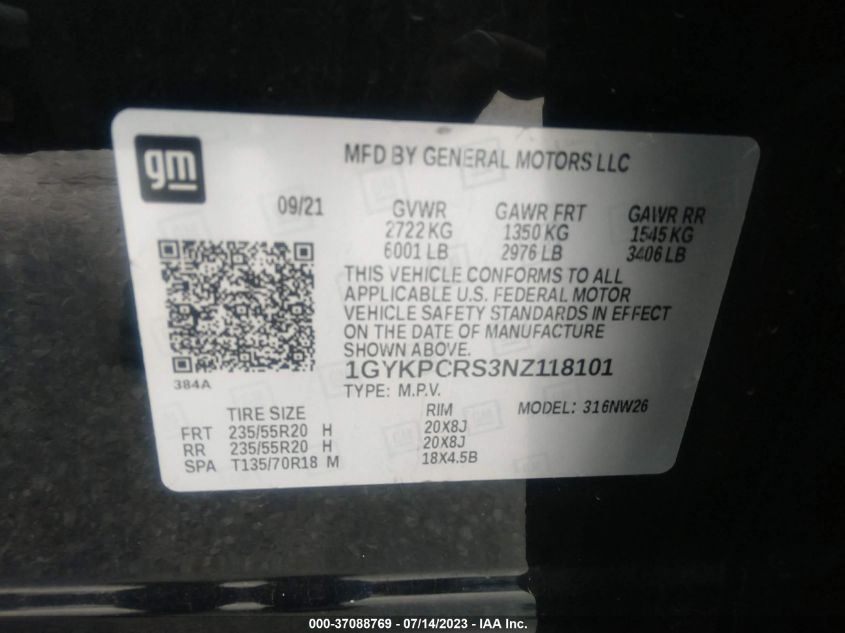 gm
MFD BY GENERAL MOTORS LLC
09/21
GVWR GAWR FRT GAWR RR
2722 KG 1350 KG 1545 KG
6001 LB 2976 LB 3406 LB
THIS VEHICLE CONFORMS TO ALL
APPLICABLE U.S. FEDERAL MOTOR
VEHICLE SAFETY STANDARDS IN EFFECT
ON THE DATE OF MANUFACTURE
SHOWN ABOVE.
384A
1GYKPCRS3NZ118101
TYPE: M.P.V.
TIRE SIZE RIM MODEL: 316NW26
FRT 235/55R20 H 20X8J
RR 235/55R20 H 20X8J
SPA T135/70R18 M 18X4.5B
000-37088769 - 07/14/2023 - IAA Inc.